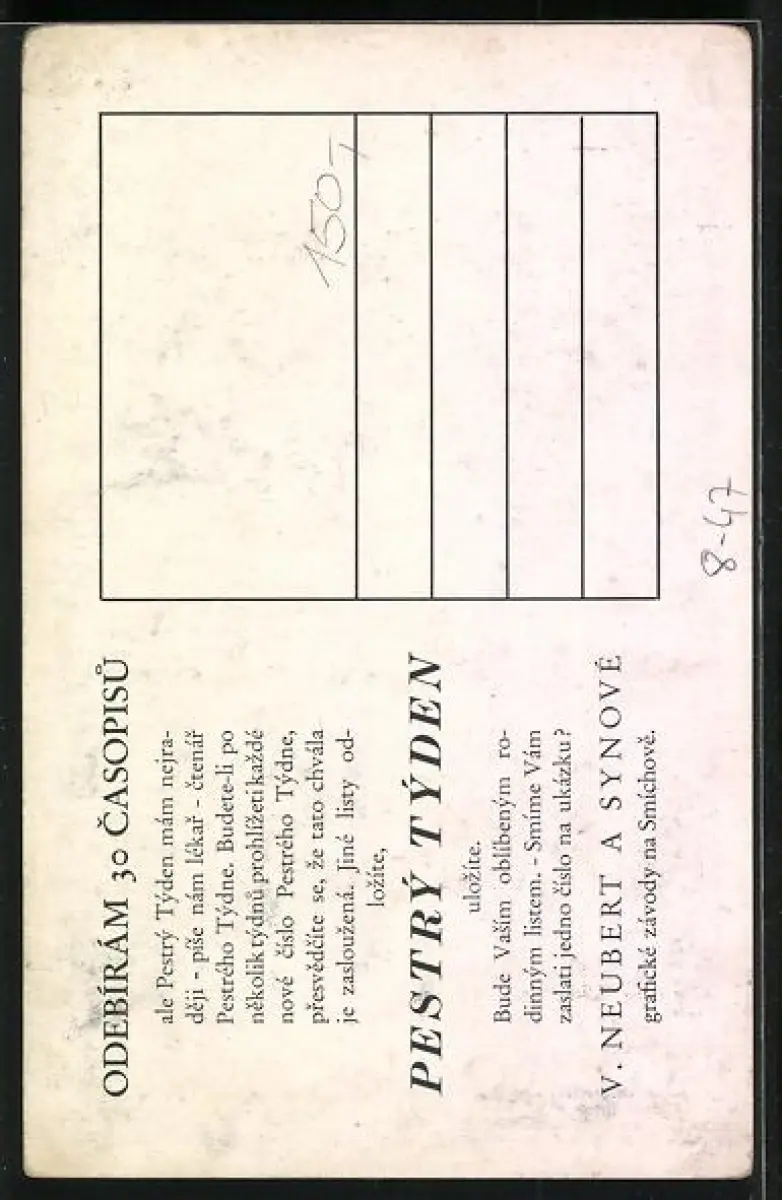 ODEBÍRÁM 30 ČASOPISŮ
ale Pestrý Týden mám nejra-
ději - píše nám lékař - čtenář
Pestrého Týdne. Budete-li po
několik týdnů prohlížeti každé
nové číslo Pestrého Týdne,
přesvědčíte se, že tato chvála
je zasloužená. Jiné listy od-
ložíte,
PESTRÝ TÝDEN
uložíte.
Bude Vaším oblíbeným ro-
dinným listem. - Smíme Vám
zaslati jedno číslo na ukázku?
V. NEUBERT A SYNOVÉ
grafické závody na Smíchově.
150,-
8-47